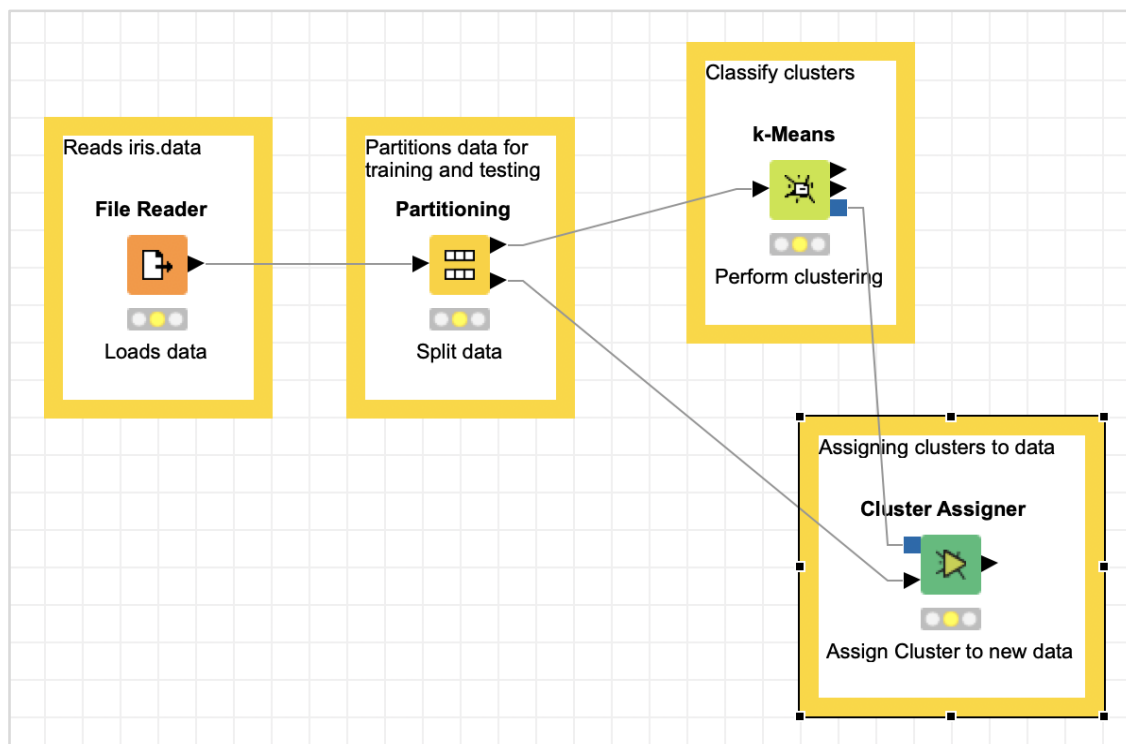 Reads iris.data
File Reader
Loads data
Partitions data for
training and testing
Partitioning
Split data
Classify clusters
k-Means
Perform clustering
Assigning clusters to data
Cluster Assigner
Assign Cluster to new data